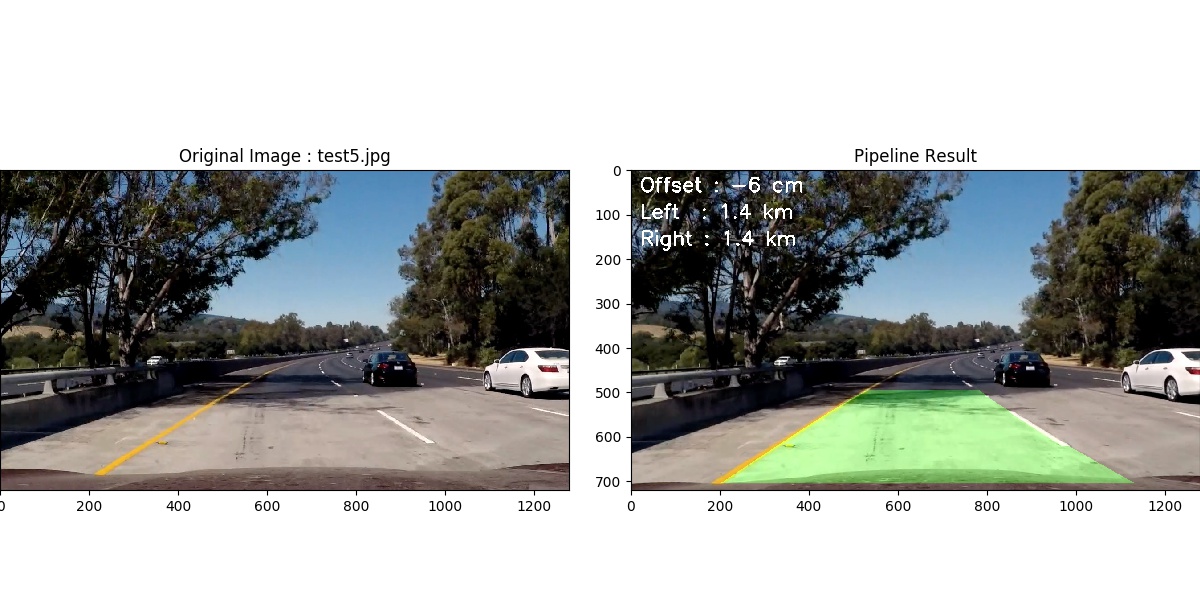 Original Image : test5.jpg
Pipeline Result
Offset : −6 cm
Left : 1.4 km
Right : 1.4 km
0
100
200
300
400
500
600
700
0 200 400 600 800 1000 1200
0 200 400 600 800 1000 1200